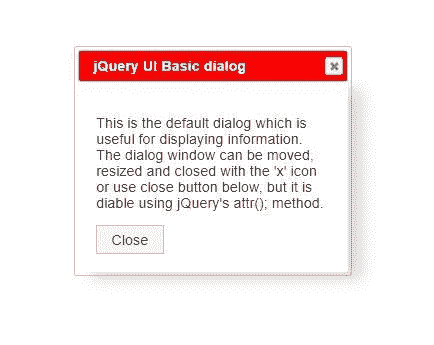 jQuery UI Basic dialog
This is the default dialog which is
useful for displaying information.
The dialog window can be moved,
resized and closed with the 'x' icon
or use close button below, but it is
diable using jQuery's attr(); method.
Close